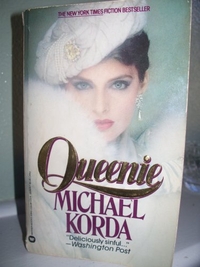 THE NEW YORK TIMES FICTION BESTSELLER
Queenie
MICHAEL
KORDA
"Deliciously sinful..."
—Washington Post